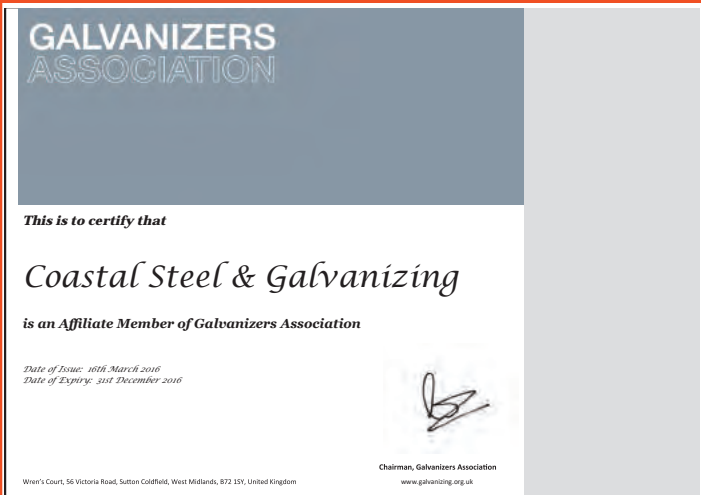 GALVANIZERS
ASSOCIATION
This is to certify that
Coastal Steel & Galvanizing
is an Affiliate Member of Galvanizers Association
Date of Issue: 16th March 2016
Date of Expiry: 31st December 2016
Chairman, Galvanizers Association
Wren's Court, 56 Victoria Road, Sutton Coldfield, West Midlands, B72 1SY, United Kingdom
www.galvanizing.org.uk